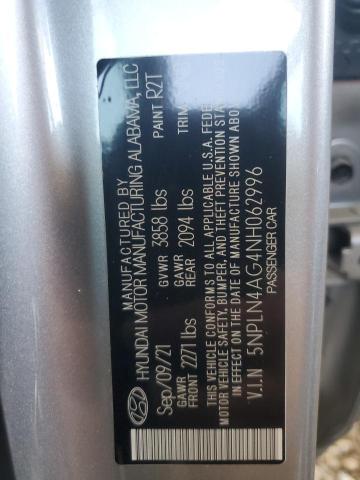 MANUFACTURED BY
HYUNDAI MOTOR MANUFACTURING ALABAMA, LLC
Sep/09/21 GVWR 3858 lbs PAINT R2T
GAWR FRONT 2271 lbs GAWR REAR 2094 lbs TRIM
THIS VEHICLE CONFORMS TO ALL APPLICABLE U.S.A. FEDE
MOTOR VEHICLE SAFETY, BUMPER, AND THEFT PREVENTION STA
IN EFFECT ON THE DATE OF MANUFACTURE SHOWN ABOV
V.I.N 5NPLN4AG4NH062996
PASSENGER CAR